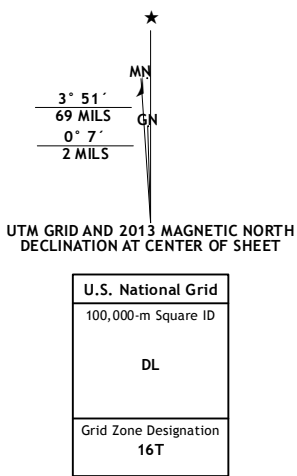 ★
MN
3° 51´
69 MILS
GN
0° 7´
2 MILS
UTM GRID AND 2013 MAGNETIC NORTH
DECLINATION AT CENTER OF SHEET
U.S. National Grid
100,000-m Square ID
DL
Grid Zone Designation
16T